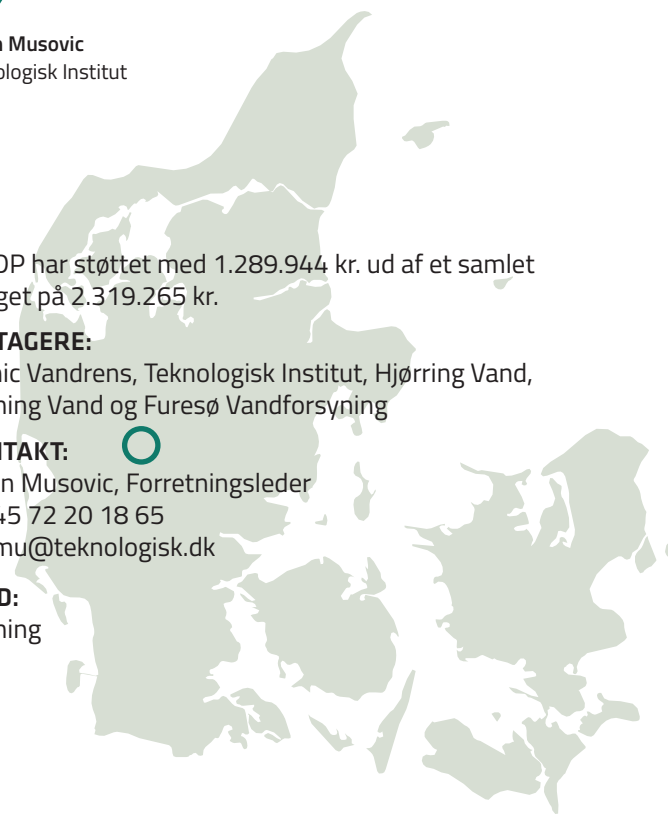 n Musovic
ologisk Institut
DP har støttet med 1.289.944 kr. ud af et samlet
get på 2.319.265 kr.
TAGERE:
ic Vandrens, Teknologisk Institut, Hjørring Vand,
ning Vand og Furesø Vandforsyning
NTAKT:
n Musovic, Forretningsleder
45 72 20 18 65
mu@teknologisk.dk
D:
ning